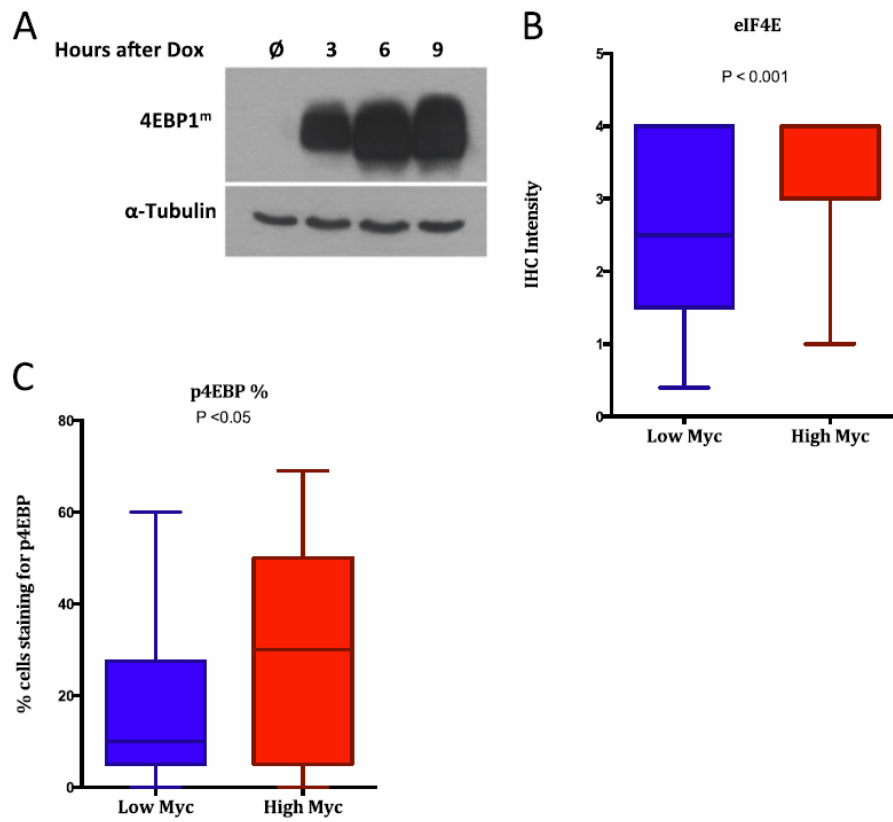 A
Hours after Dox Ø 3 6 9
4EBP1ᵐ
α-Tubulin
B
eIF4E
P < 0.001
5
4
3
2
1
0
IHC Intensity
Low Myc High Myc
C
p4EBP %
P <0.05
80
60
40
20
0
% cells staining for p4EBP
Low Myc High Myc